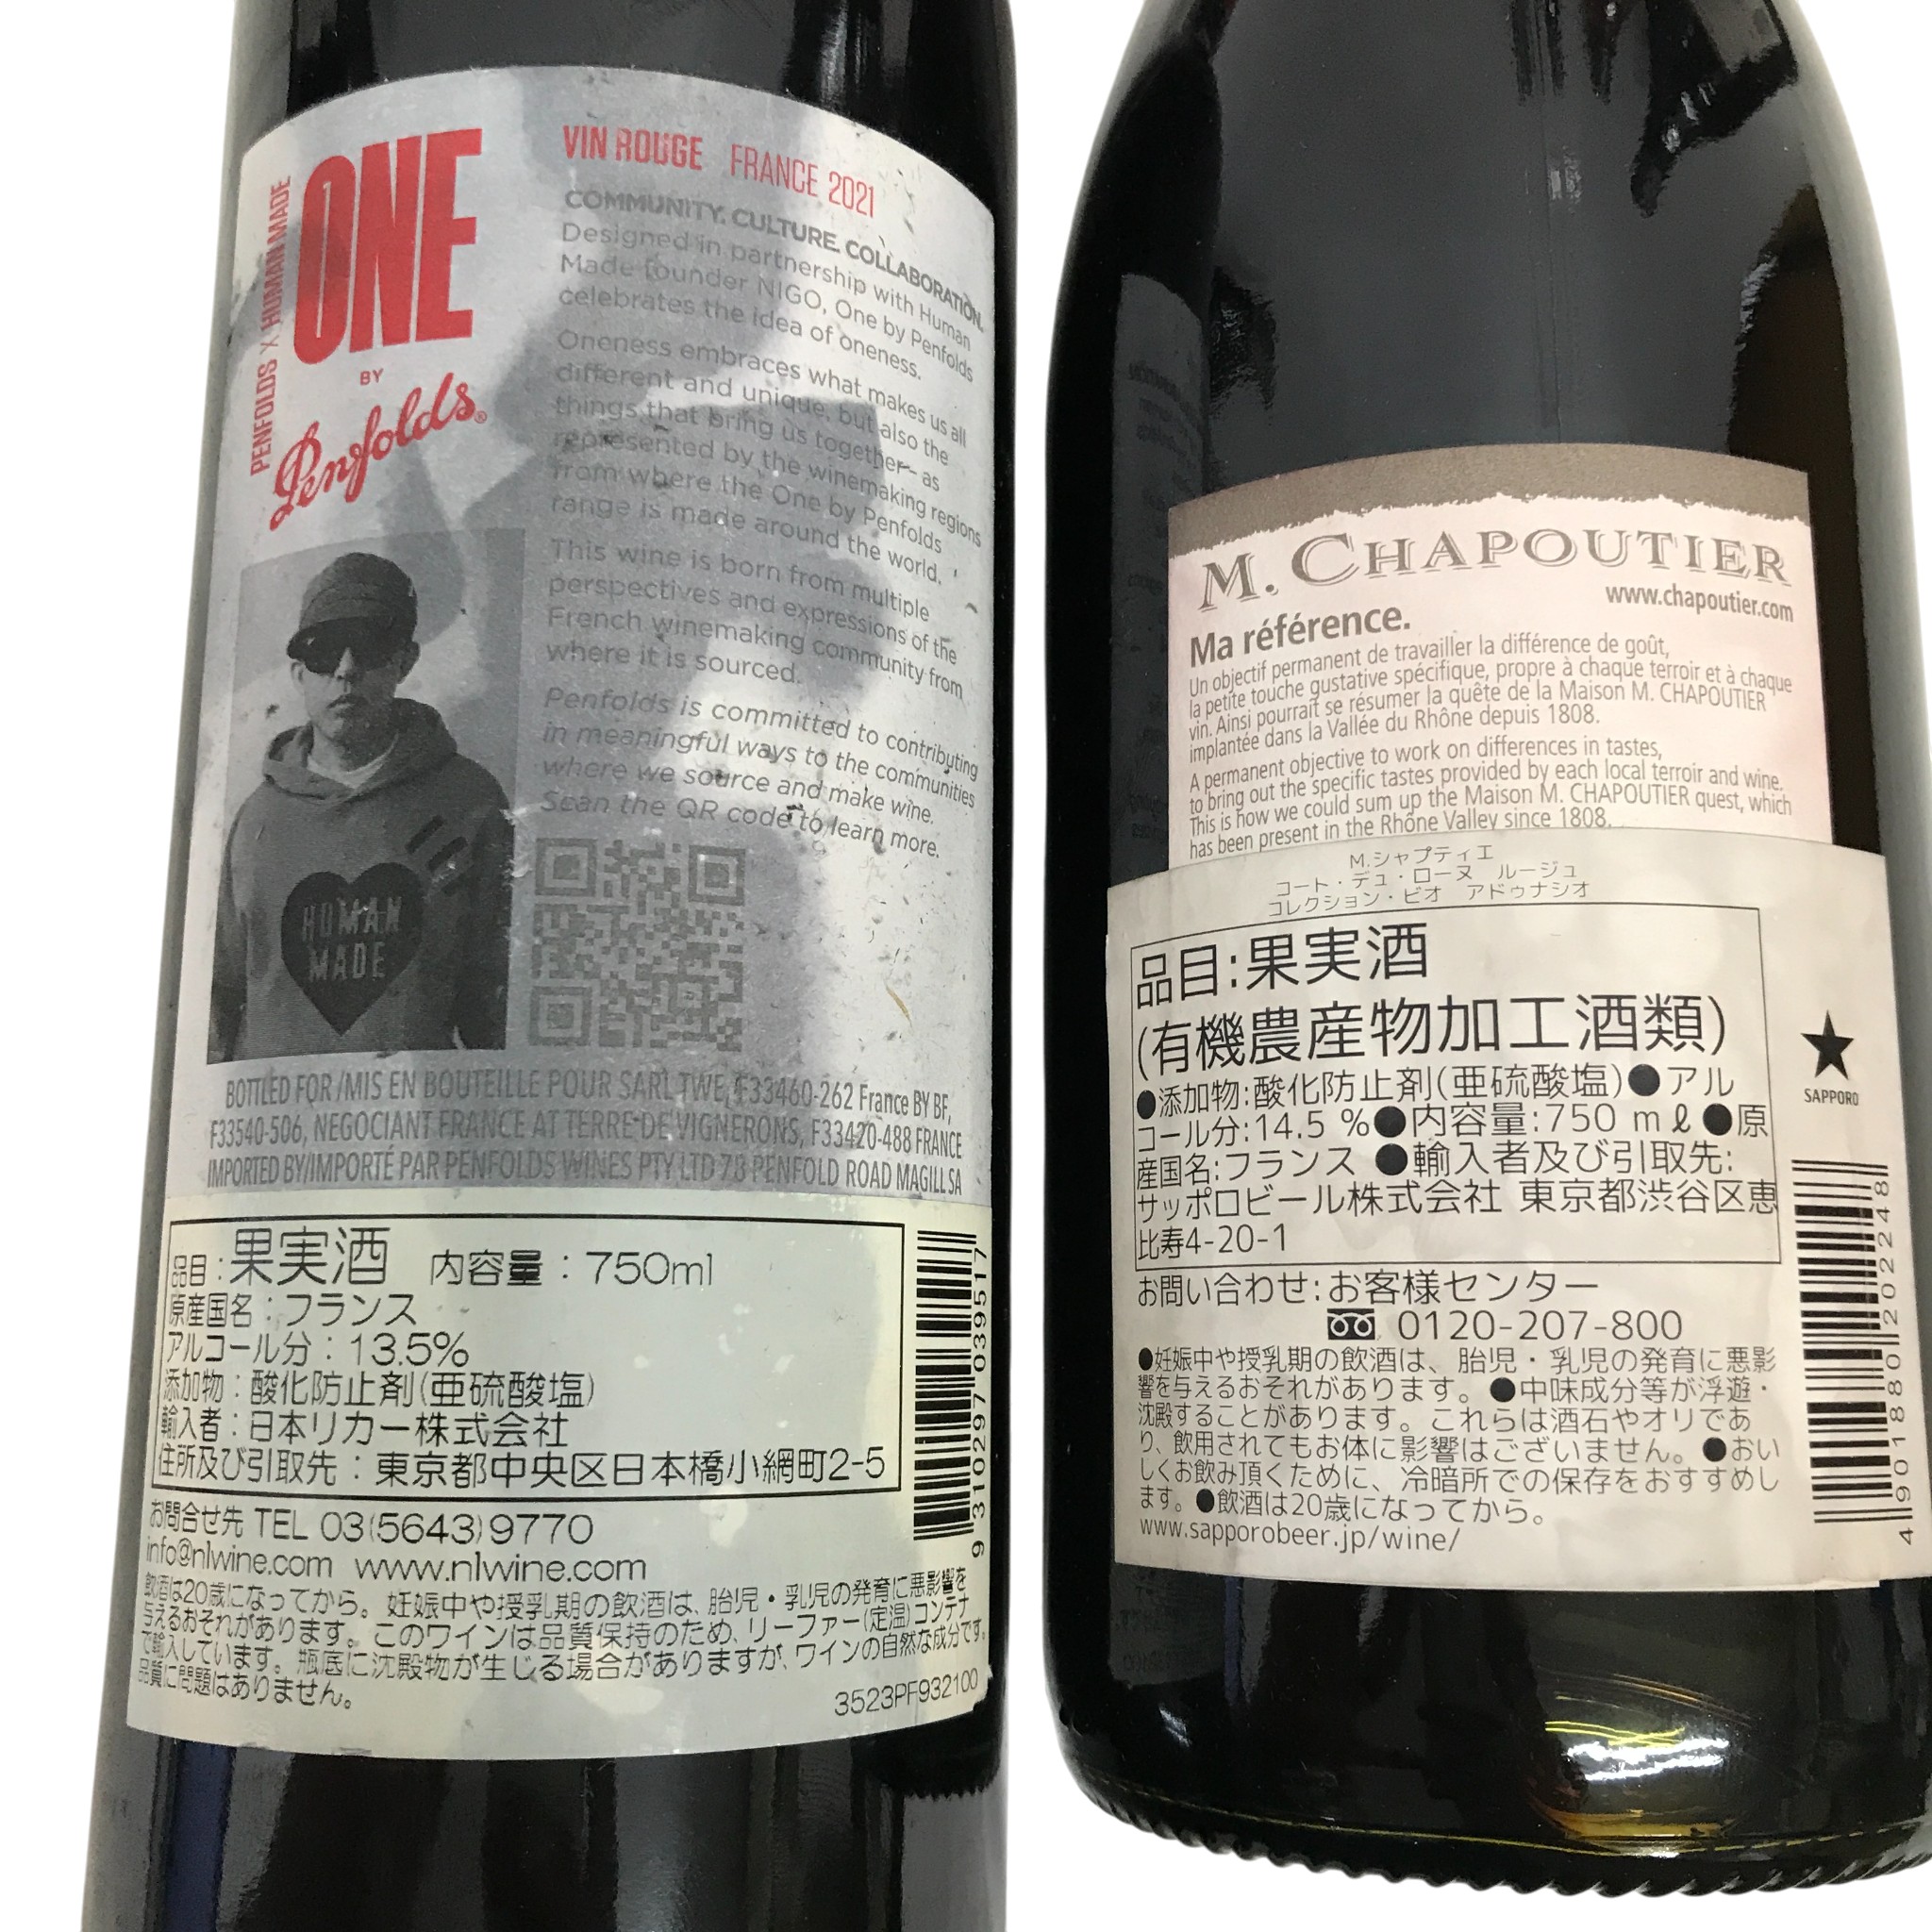 PENFOLDS X HUMAN MADE
ONE
BY
Penfolds®
HUMAN
MADE
VIN ROUGE FRANCE 2021
COMMUNITY. CULTURE. COLLABORATION.
Designed in partnership with Human
Made founder NIGO, One by Penfolds
celebrates the idea of oneness.
Oneness embraces what makes us all
different and unique, but also the
things that bring us together – as
represented by the winemaking regions
from where the One by Penfolds
range is made around the world.
This wine is born from multiple
perspectives and expressions of the
French winemaking community from
where it is sourced.
Penfolds is committed to contributing
in meaningful ways to the communities
where we source and make wine.
Scan the QR code to learn more.
BOTTLED FOR /MIS EN BOUTEILLE POUR SARL TWE, F33460-262 France BY BF,
F33540-506, NEGOCIANT FRANCE AT TERRE DE VIGNERONS, F33420-488 FRANCE
IMPORTED BY/IMPORTÉ PAR PENFOLDS WINES PTY LTD 78 PENFOLD ROAD MAGILL SA
品目：果実酒 内容量：750ml
原産国名：フランス
アルコール分：13.5%
添加物：酸化防止剤(亜硫酸塩)
輸入者：日本リカー株式会社
住所及び引取先：東京都中央区日本橋小網町2-5
お問合せ先 TEL 03(5643)9770
info@nlwine.com www.nlwine.com
飲酒は20歳になってから。妊娠中や授乳期の飲酒は、胎児・乳児の発育に悪影響を
与えるおそれがあります。このワインは品質保持のため、リーファー(定温)コンテナ
で輸入しています。瓶底に沈殿物が生じる場合がありますが、ワインの自然な成分です。
品質に問題はありません。
3523PF932100
9 310297 039517
M. CHAPOUTIER
www.chapoutier.com
Ma référence.
Un objectif permanent de travailler la différence de goût,
la petite touche gustative spécifique, propre à chaque terroir et à chaque
vin. Ainsi pourrait se résumer la quête de la Maison M. CHAPOUTIER
implantée dans la Vallée du Rhône depuis 1808.
A permanent objective to work on differences in tastes,
to bring out the specific tastes provided by each local terroir and wine.
This is how we could sum up the Maison M. CHAPOUTIER quest, which
has been present in the Rhône Valley since 1808.
M.シャプティエ
コート・デュ・ローヌ ルージュ
コレクション・ビオ アドゥナシオ
品目:果実酒
(有機農産物加工酒類)
●添加物:酸化防止剤(亜硫酸塩)●アル
コール分:14.5 %●内容量:750 mℓ●原
産国名:フランス ●輸入者及び引取先:
サッポロビール株式会社 東京都渋谷区恵
比寿4-20-1
お問い合わせ:お客様センター
0120-207-800
●妊娠中や授乳期の飲酒は、胎児・乳児の発育に悪影
響を与えるおそれがあります。●中味成分等が浮遊・
沈殿することがあります。これらは酒石やオリであ
り、飲用されてもお体に影響はございません。●おい
しくお飲み頂くために、冷暗所での保存をおすすめし
ます。●飲酒は20歳になってから。
www.sapporobeer.jp/wine/
SAPPORO
4 901880 202248